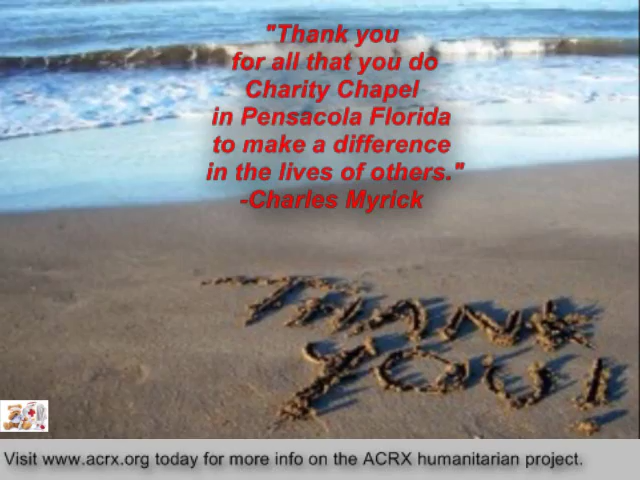 "Thank you
for all that you do
Charity Chapel
in Pensacola Florida
to make a difference
in the lives of others."
-Charles Myrick
THANK
YOU!
Visit www.acrx.org today for more info on the ACRX humanitarian project.